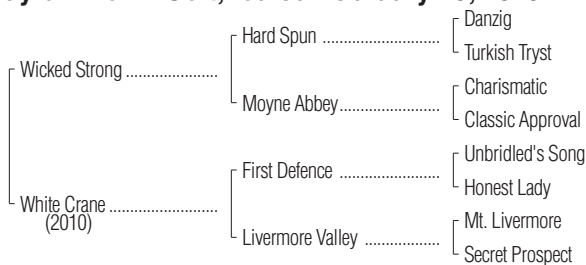 Danzig
Hard Spun ........................
Turkish Tryst
Wicked Strong .....................
Charismatic
Moyne Abbey .......................
Classic Approval
Unbridled's Song
First Defence .......................
Honest Lady
White Crane .........................
(2010)
Mt. Livermore
Livermore Valley .................
Secret Prospect